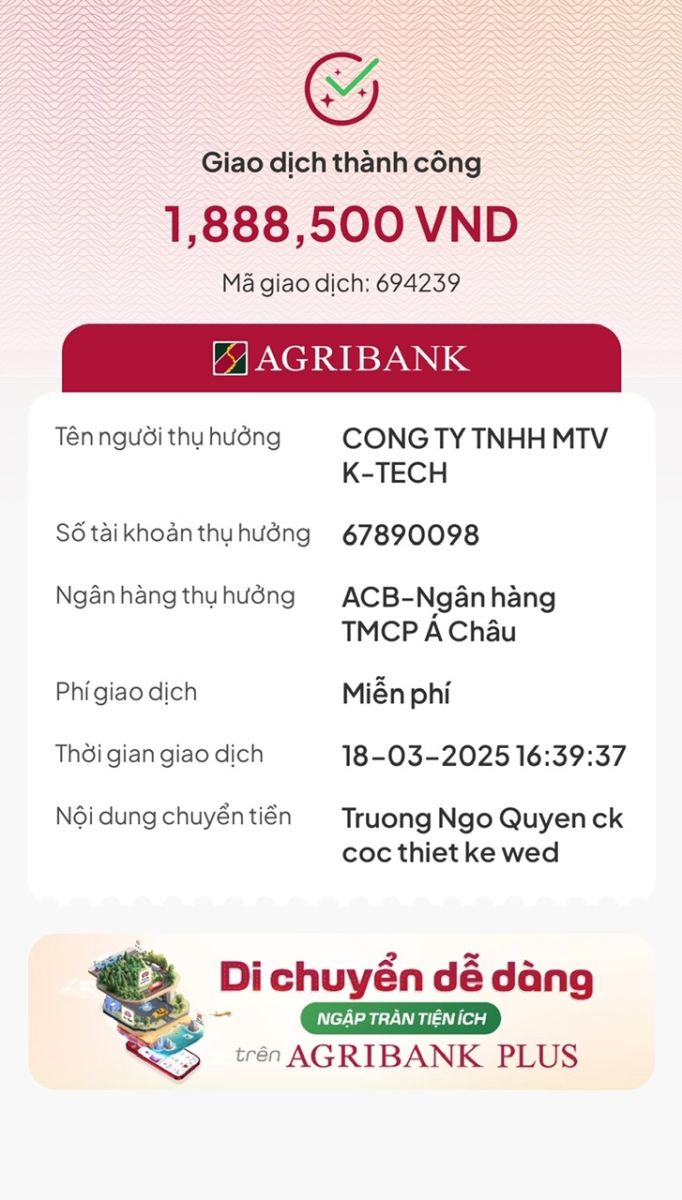 Giao dịch thành công
1,888,500 VND
Mã giao dịch: 694239
AGRIBANK
Tên người thụ hưởng CONG TY TNHH MTV
K-TECH
Số tài khoản thụ hưởng 67890098
Ngân hàng thụ hưởng ACB-Ngân hàng
TMCP Á Châu
Phí giao dịch Miễn phí
Thời gian giao dịch 18-03-2025 16:39:37
Nội dung chuyển tiền Truong Ngo Quyen ck
coc thiet ke wed
Di chuyển dễ dàng
NGẬP TRÀN TIỆN ÍCH
trên AGRIBANK PLUS